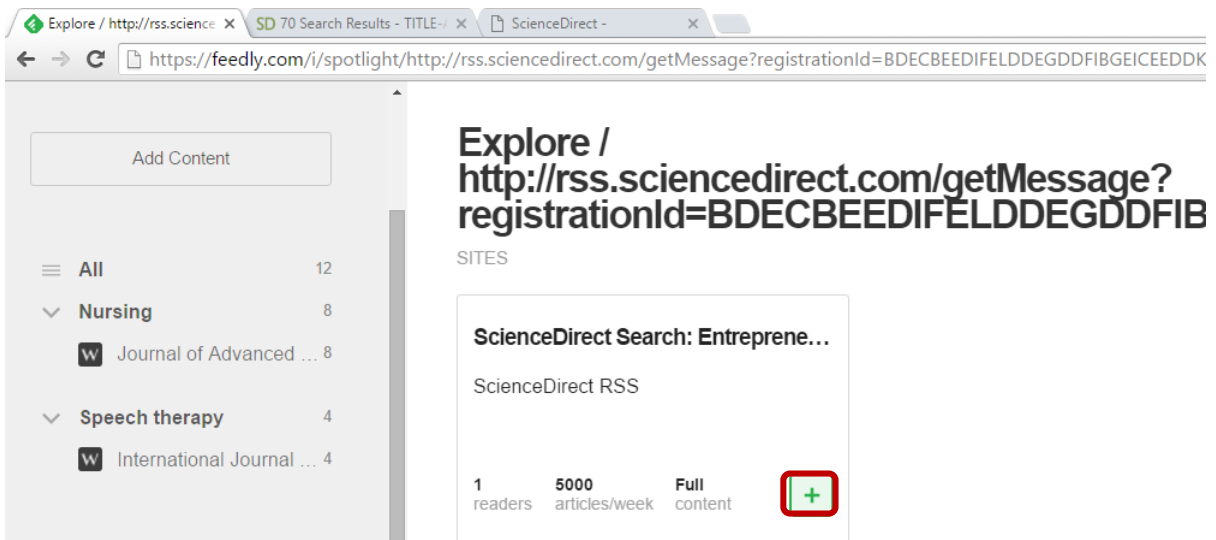 Explore / http://rss.science
SD 70 Search Results - TITLE-
ScienceDirect -
https://feedly.com/i/spotlight/http://rss.sciencedirect.com/getMessage?registrationId=BDECBEEDIFELDDEGDDFIBGEICEEDDK
Add Content
All 12
Nursing 8
W Journal of Advanced ... 8
Speech therapy 4
W International Journal ... 4
Explore /
http://rss.sciencedirect.com/getMessage?
registrationId=BDECBEEDIFELDDEGDDFIB
SITES
ScienceDirect Search: Entreprene...
ScienceDirect RSS
1 5000 Full
readers articles/week content
+